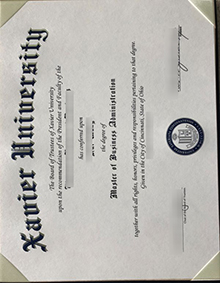 Xavier University
The Board of Trustees of Xavier University
upon the recommendation of the President and Faculty of the
has conferred upon
the degree of
Master of Business Administration
together with all rights, honors, privileges and responsibilities pertaining to that degree
Given in the City of Cincinnati, State of Ohio